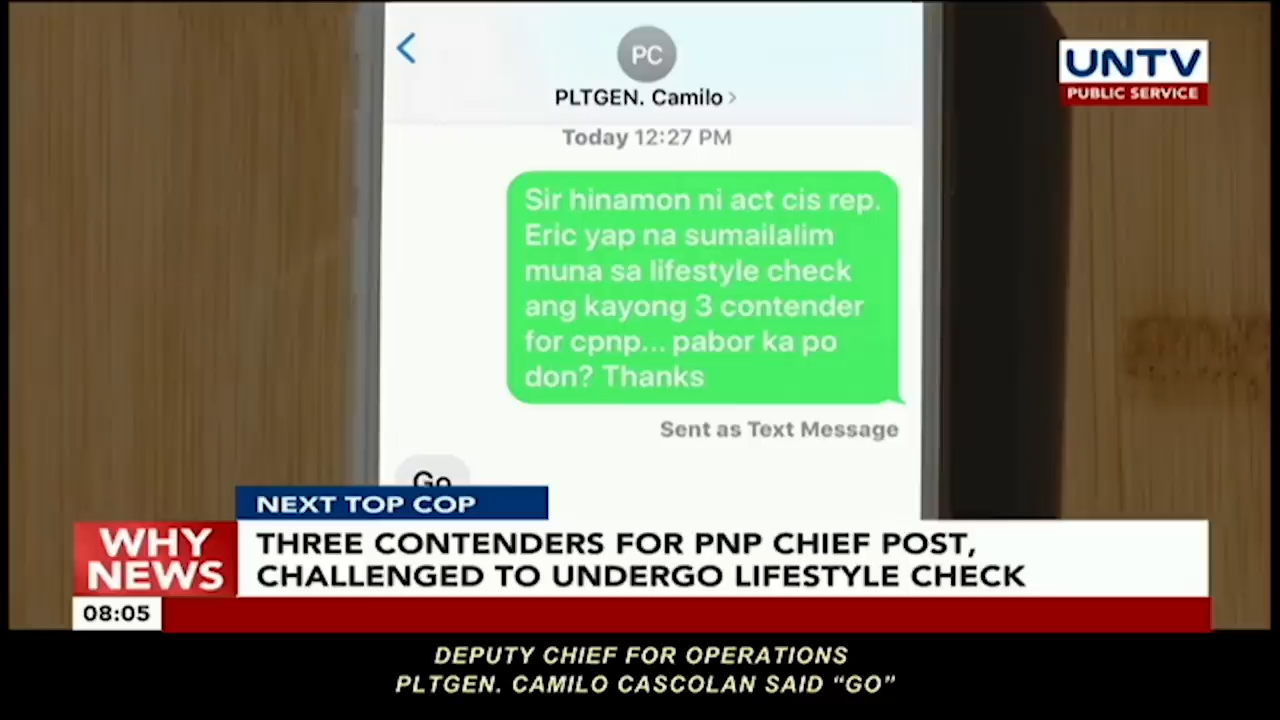 PC
PLTGEN. Camilo
Today 12:27 PM
Sir hinamon ni act cis rep.
Eric yap na sumailalim
muna sa lifestyle check
ang kayong 3 contender
for cpnp... pabor ka po
don? Thanks
Sent as Text Message
Go
UNTV
PUBLIC SERVICE
NEXT TOP COP
WHY
NEWS
THREE CONTENDERS FOR PNP CHIEF POST,
CHALLENGED TO UNDERGO LIFESTYLE CHECK
08:05
DEPUTY CHIEF FOR OPERATIONS
PLTGEN. CAMILO CASCOLAN SAID “GO”